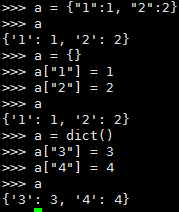 >>> a = {"1":1, "2":2}
>>> a
{'1': 1, '2': 2}
>>> a = {}
>>> a["1"] = 1
>>> a["2"] = 2
>>> a
{'1': 1, '2': 2}
>>> a = dict()
>>> a["3"] = 3
>>> a["4"] = 4
>>> a
{'3': 3, '4': 4}